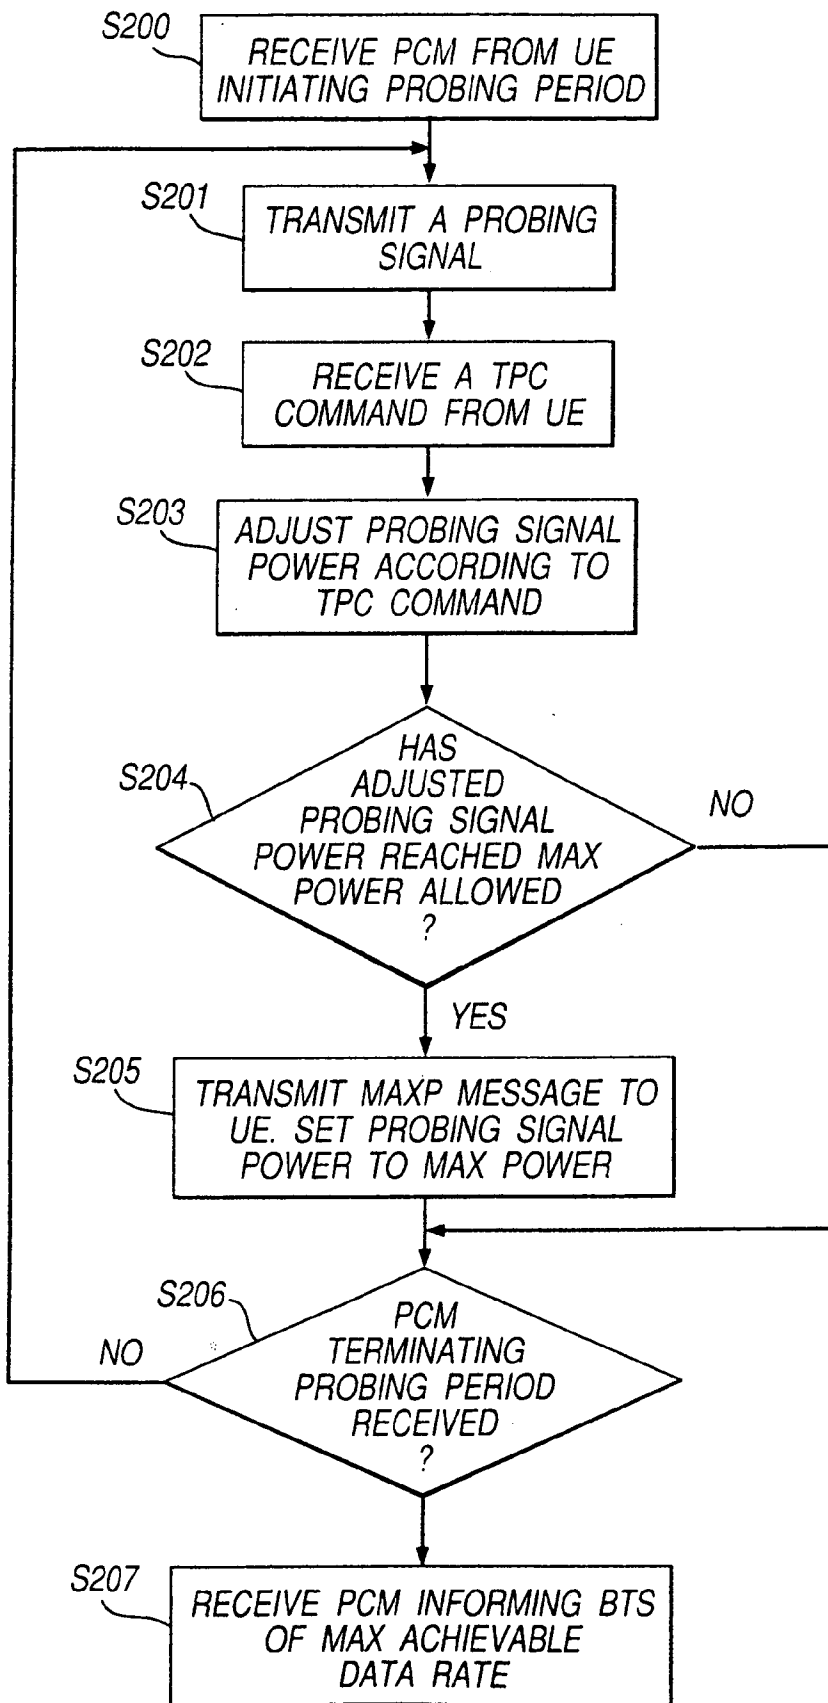 S200
RECEIVE PCM FROM UE
INITIATING PROBING PERIOD
S201
TRANSMIT A PROBING
SIGNAL
S202
RECEIVE A TPC
COMMAND FROM UE
S203
ADJUST PROBING SIGNAL
POWER ACCORDING TO
TPC COMMAND
S204
HAS
ADJUSTED
PROBING SIGNAL
POWER REACHED MAX
POWER ALLOWED
?
NO
YES
S205
TRANSMIT MAXP MESSAGE TO
UE. SET PROBING SIGNAL
POWER TO MAX POWER
S206
NO
PCM
TERMINATING
PROBING PERIOD
RECEIVED
?
S207
RECEIVE PCM INFORMING BTS
OF MAX ACHIEVABLE
DATA RATE